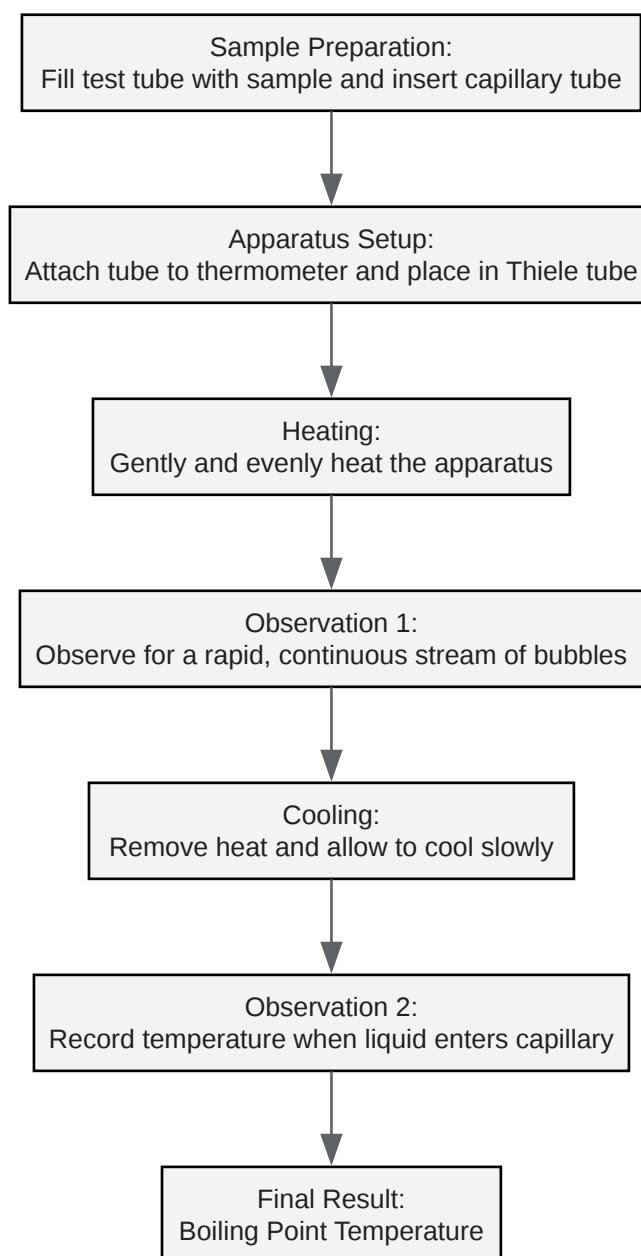 Sample Preparation:
Fill test tube with sample and insert capillary tube
Apparatus Setup:
Attach tube to thermometer and place in Thiele tube
Heating:
Gently and evenly heat the apparatus
Observation 1:
Observe for a rapid, continuous stream of bubbles
Cooling:
Remove heat and allow to cool slowly
Observation 2:
Record temperature when liquid enters capillary
Final Result:
Boiling Point Temperature